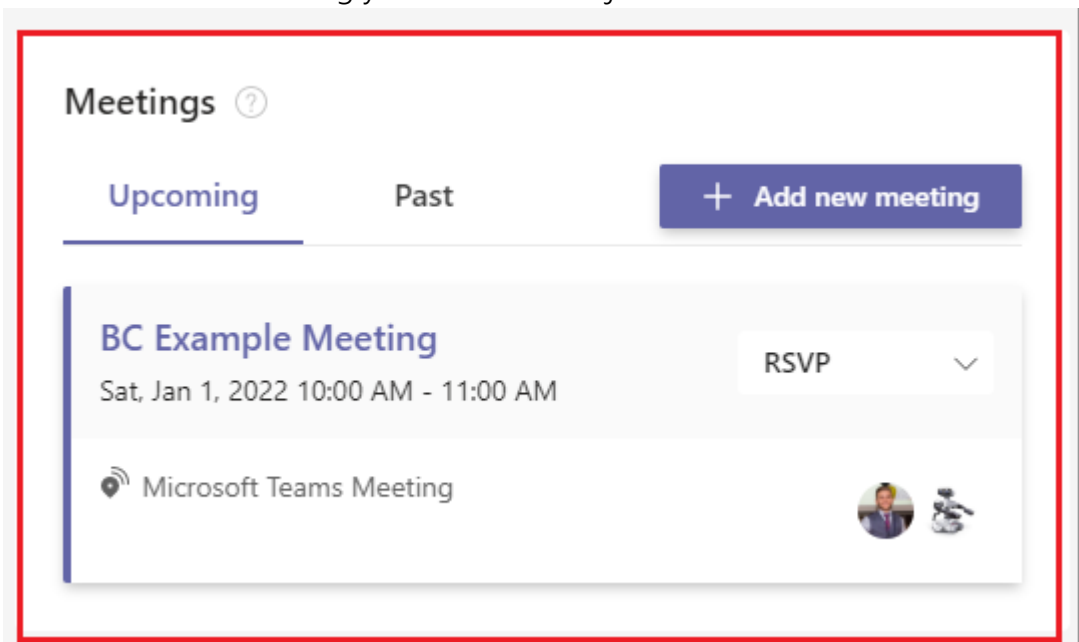 Meetings ?
Upcoming Past + Add new meeting
BC Example Meeting
RSVP
Sat, Jan 1, 2022 10:00 AM - 11:00 AM
Microsoft Teams Meeting